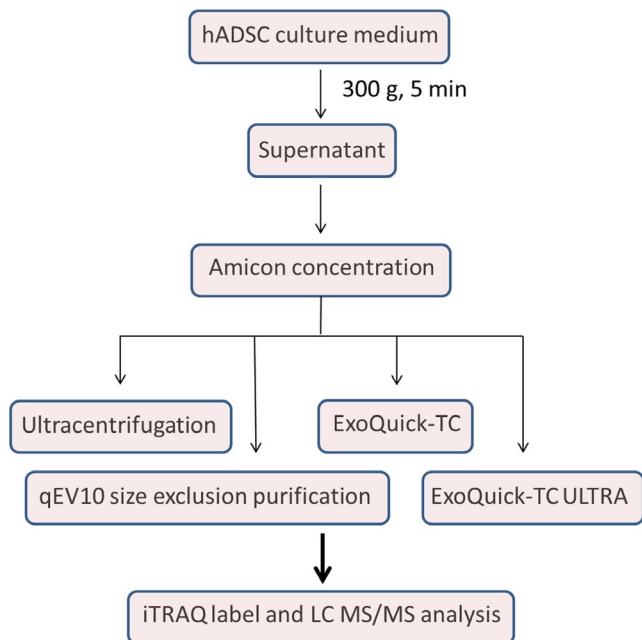 hADSC culture medium
300 g, 5 min
Supernatant
Amicon concentration
Ultracentrifugation
ExoQuick-TC
qEV10 size exclusion purification
ExoQuick-TC ULTRA
iTRAQ label and LC MS/MS analysis